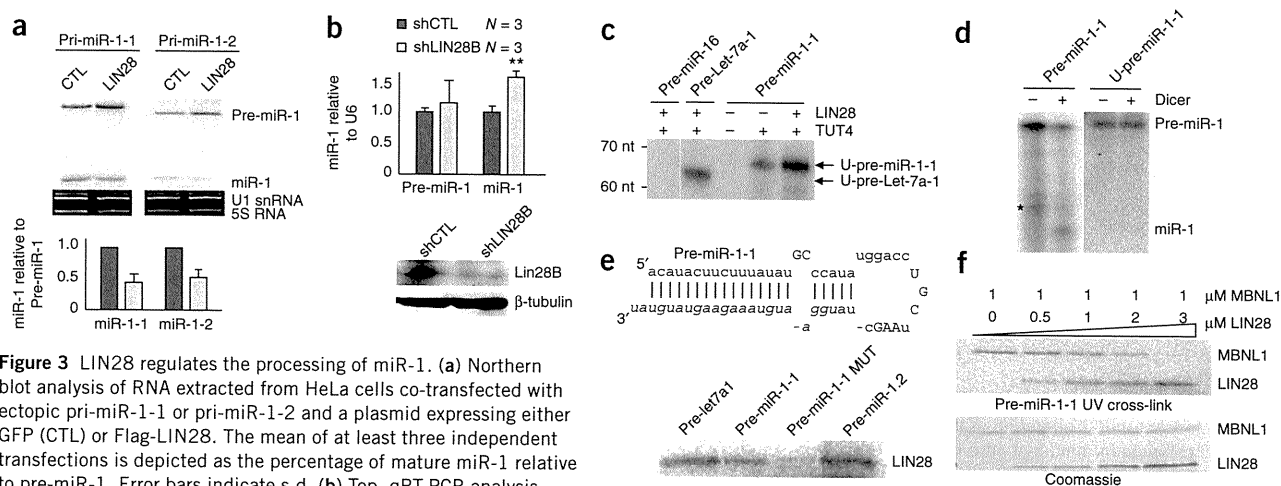 a
Pri-miR-1-1 Pri-miR-1-2
CTL LIN28 CTL LIN28
Pre-miR-1
miR-1
U1 snRNA
5S RNA
miR-1 relative to
Pre-miR-1
1.0
0.5
0
miR-1-1 miR-1-2
b
shCTL N = 3
shLIN28B N = 3
**
miR-1 relative
to U6
1.5
1.0
0.5
0
Pre-miR-1 miR-1
shCTL shLIN28B
Lin28B
β-tubulin
c
Pre-miR-16 Pre-Let-7a-1 Pre-miR-1-1
+ + – – + LIN28
+ + – + + TUT4
70 nt
60 nt
U-pre-miR-1-1
U-pre-Let-7a-1
d
Pre-miR-1-1 U-pre-miR-1-1
– + – + Dicer
Pre-miR-1
*
miR-1
e
Pre-miR-1-1
GC uggacc
5′ acauacuucuuuauau ccauau U
G
3′ uauguaugaagaaaugua gguau C
-a -cGAAu
Pre-let7a1 Pre-miR-1-1 Pre-miR-1-1 MUT Pre-miR-1.2
LIN28
f
1 1 1 1 1 μM MBNL1
0 0.5 1 2 3 μM LIN28
MBNL1
LIN28
Pre-miR-1-1 UV cross-link
MBNL1
LIN28
Coomassie
Figure 3 LIN28 regulates the processing of miR-1. (a) Northern
blot analysis of RNA extracted from HeLa cells co-transfected with
ectopic pri-miR-1-1 or pri-miR-1-2 and a plasmid expressing either
GFP (CTL) or Flag-LIN28. The mean of at least three independent
transfections is depicted as the percentage of mature miR-1 relative
to pre-miR-1. Error bars indicate s.d. (b) Top, qRT-PCR analysis